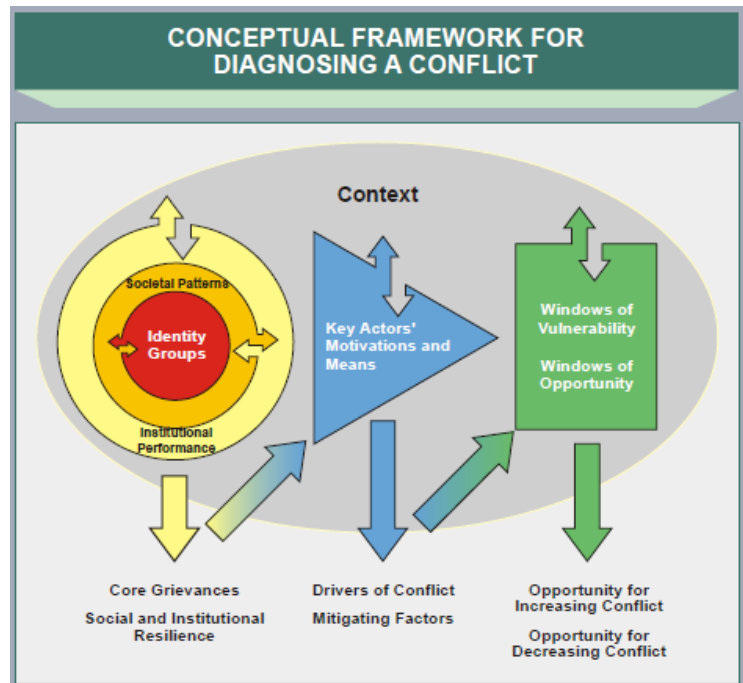 CONCEPTUAL FRAMEWORK FOR
DIAGNOSING A CONFLICT
Context
Societal Patterns
Identity
Groups
Institutional
Performance
Key Actors'
Motivations and
Means
Windows of
Vulnerability
Windows of
Opportunity
Core Grievances
Social and Institutional
Resilience
Drivers of Conflict
Mitigating Factors
Opportunity for
Increasing Conflict
Opportunity for
Decreasing Conflict